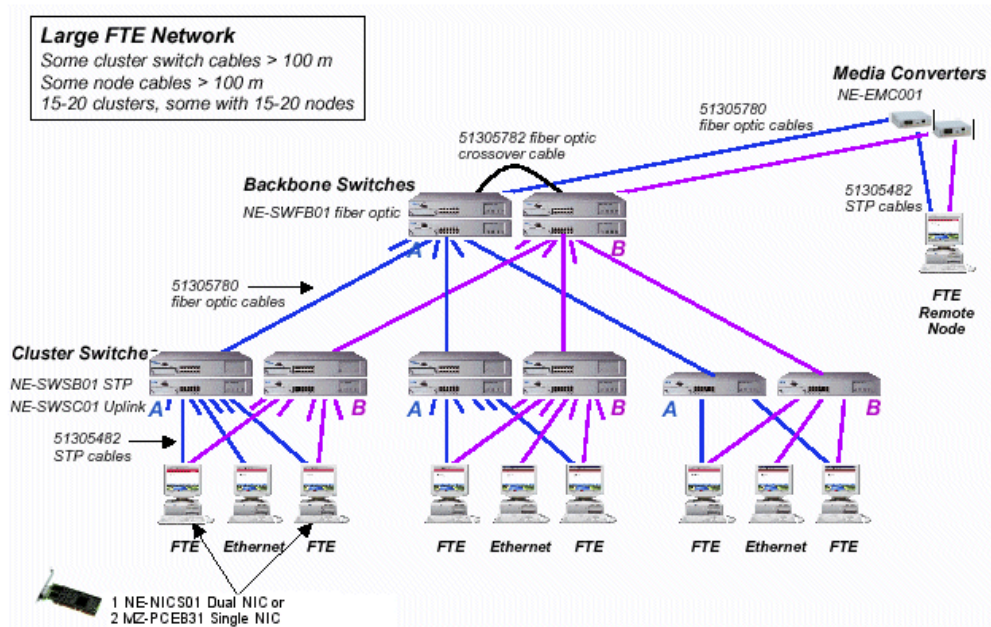 Large FTE Network
Some cluster switch cables > 100 m
Some node cables > 100 m
15-20 clusters, some with 15-20 nodes
Media Converters
NE-EMC001
51305780
fiber optic cables
51305782 fiber optic
crossover cable
Backbone Switches
NE-SWFB01 fiber optic
51305482
STP cables
A
B
FTE
Remote
Node
51305780
fiber optic cables
Cluster Switches
NE-SWSB01 STP
NE-SWSC01 Uplink
A
B
A
B
A
B
51305482
STP cables
FTE
Ethernet
FTE
FTE
Ethernet
FTE
FTE
Ethernet
FTE
1 NE-NICS01 Dual NIC or
2 MZ-PCEB31 Single NIC